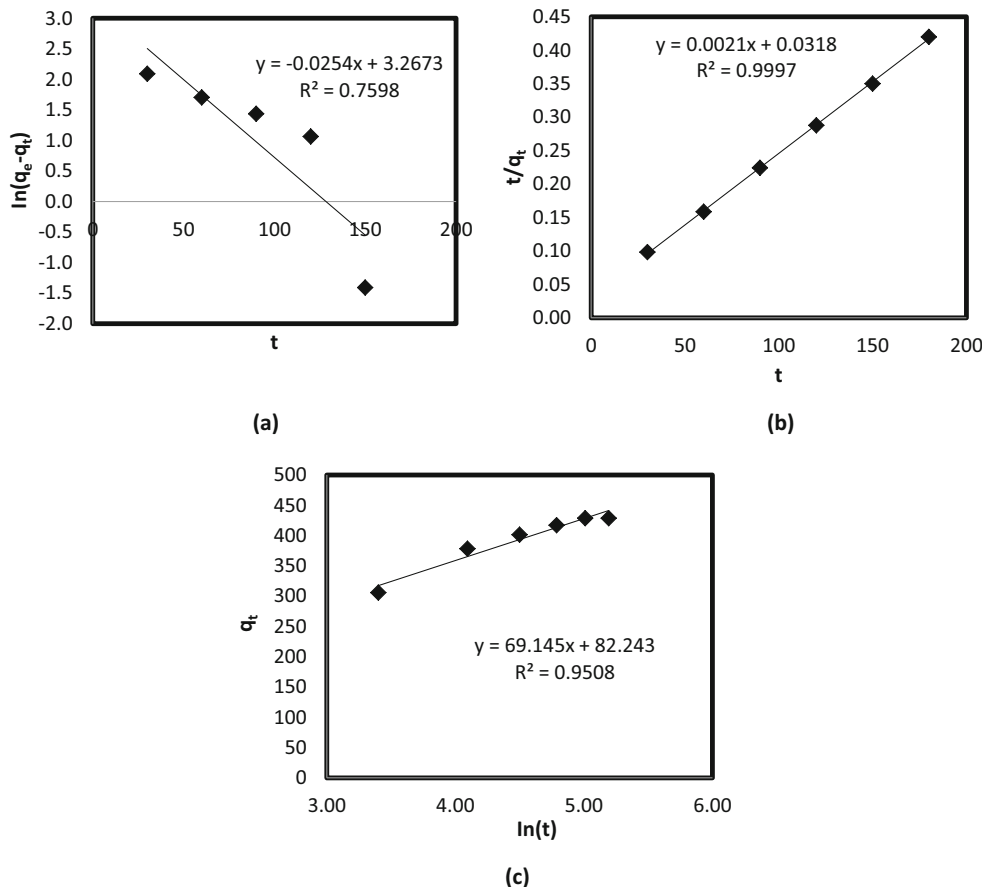 3.0
2.5
2.0
1.5
1.0
0.5
0.0
-0.5
-1.0
-1.5
-2.0
ln(qₑ-qₜ)
y = -0.0254x + 3.2673
R² = 0.7598
0 50 100 150 200
t
(a)
0.45
0.40
0.35
0.30
0.25
0.20
0.15
0.10
0.05
0.00
t/qₜ
y = 0.0021x + 0.0318
R² = 0.9997
0 50 100 150 200
t
(b)
500
450
400
350
300
250
200
150
100
50
0
qₜ
y = 69.145x + 82.243
R² = 0.9508
3.00 4.00 5.00 6.00
ln(t)
(c)